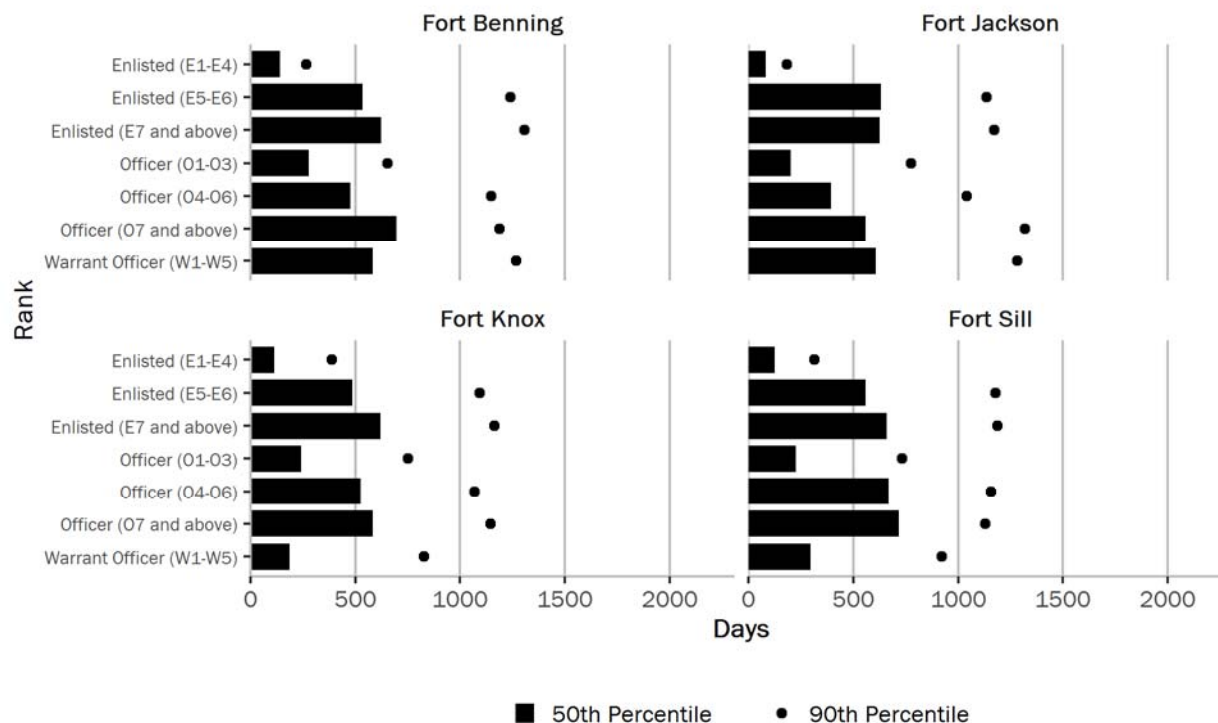 Fort Benning
Fort Jackson
Rank
Enlisted (E1-E4)
Enlisted (E5-E6)
Enlisted (E7 and above)
Officer (O1-O3)
Officer (O4-O6)
Officer (O7 and above)
Warrant Officer (W1-W5)
Fort Knox
Fort Sill
Enlisted (E1-E4)
Enlisted (E5-E6)
Enlisted (E7 and above)
Officer (O1-O3)
Officer (O4-O6)
Officer (O7 and above)
Warrant Officer (W1-W5)
0 500 1000 1500 2000
0 500 1000 1500 2000
Days
50th Percentile
90th Percentile